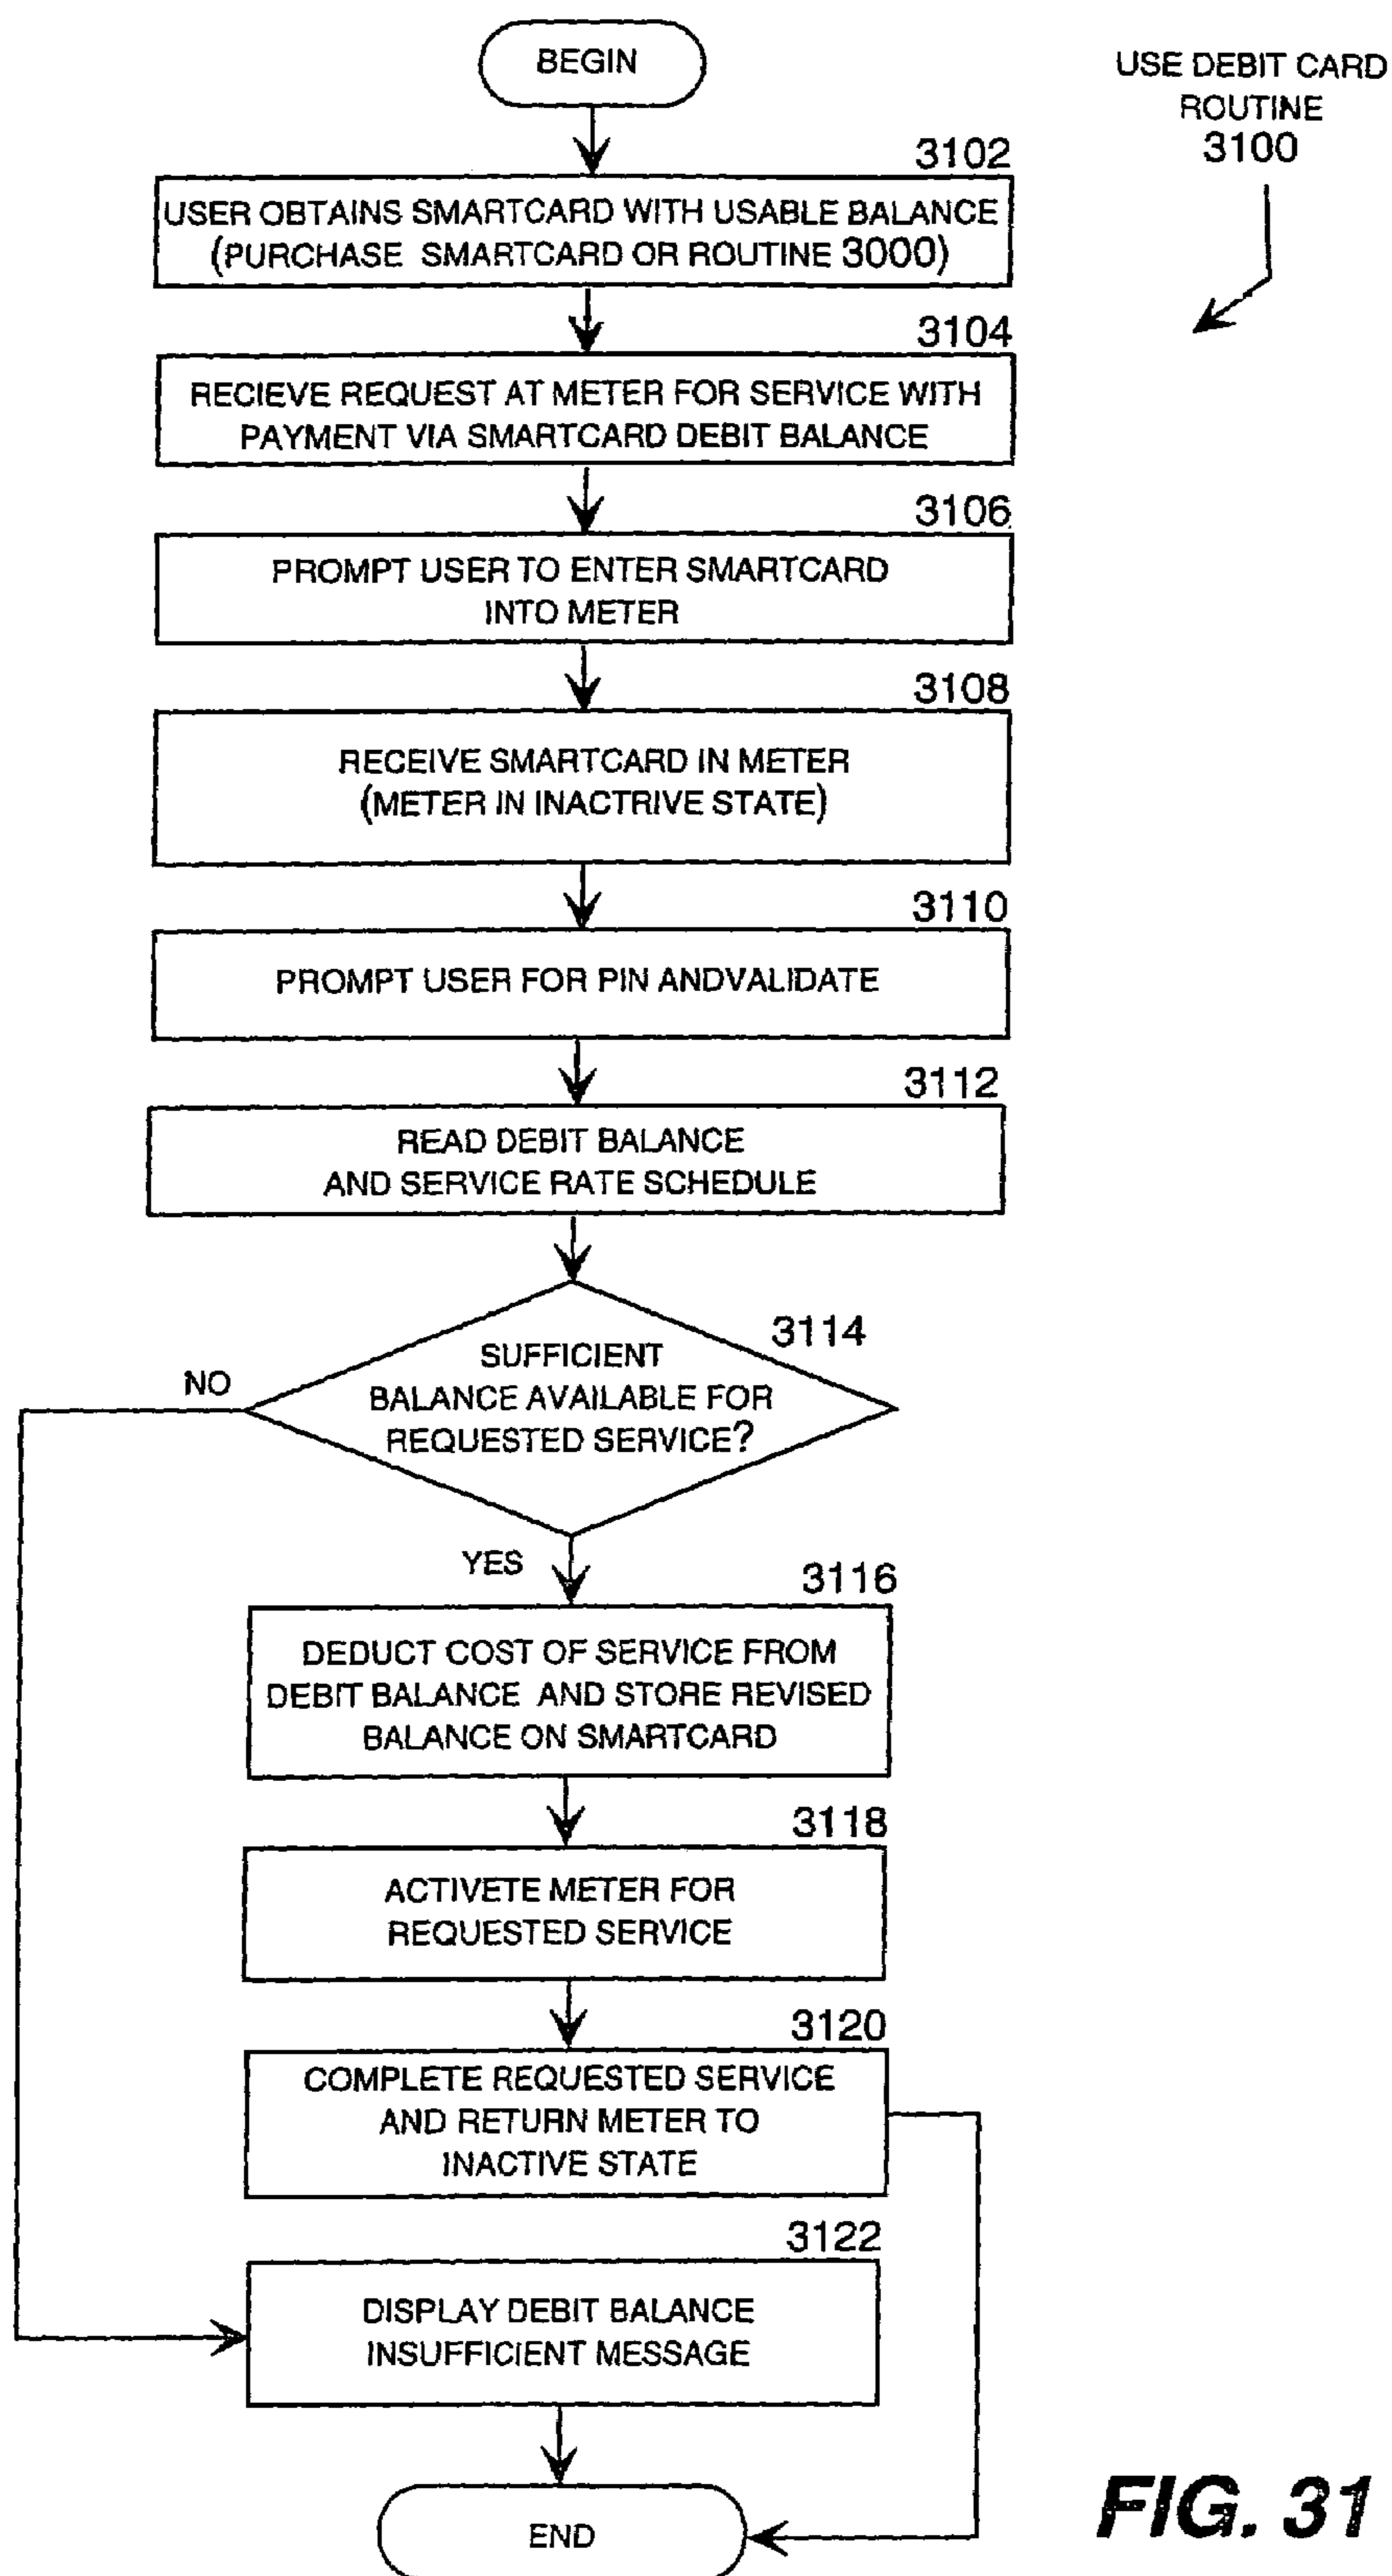 BEGIN
USE DEBIT CARD
ROUTINE
3100
3102
USER OBTAINS SMARTCARD WITH USABLE BALANCE
(PURCHASE SMARTCARD OR ROUTINE 3000)
3104
RECIEVE REQUEST AT METER FOR SERVICE WITH
PAYMENT VIA SMARTCARD DEBIT BALANCE
3106
PROMPT USER TO ENTER SMARTCARD
INTO METER
3108
RECEIVE SMARTCARD IN METER
(METER IN INACTRIVE STATE)
3110
PROMPT USER FOR PIN ANDVALIDATE
3112
READ DEBIT BALANCE
AND SERVICE RATE SCHEDULE
3114
SUFFICIENT
BALANCE AVAILABLE FOR
REQUESTED SERVICE?
NO
YES
3116
DEDUCT COST OF SERVICE FROM
DEBIT BALANCE AND STORE REVISED
BALANCE ON SMARTCARD
3118
ACTIVETE METER FOR
REQUESTED SERVICE
3120
COMPLETE REQUESTED SERVICE
AND RETURN METER TO
INACTIVE STATE
3122
DISPLAY DEBIT BALANCE
INSUFFICIENT MESSAGE
END
FIG. 31